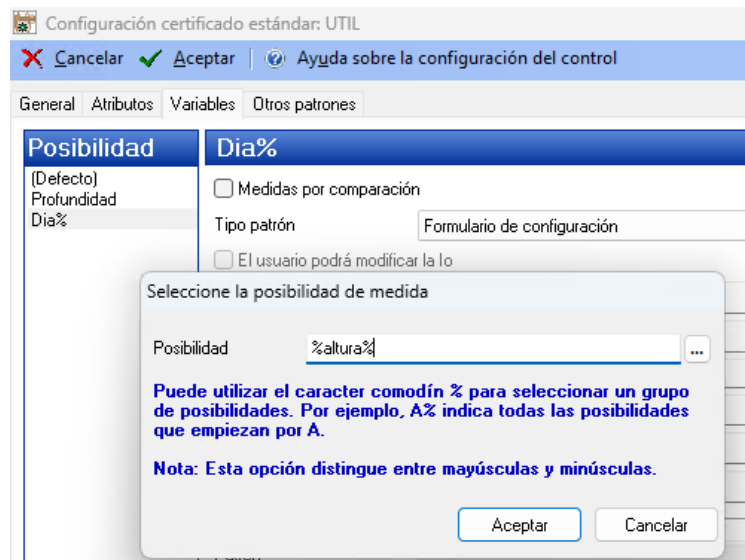 Configuración certificado estándar: UTIL
Cancelar Aceptar Ayuda sobre la configuración del control
General Atributos Variables Otros patrones
Posibilidad Dia%
(Defecto)
Profundidad
Dia%
Medidas por comparación
Tipo patrón Formulario de configuración
El usuario podrá modificar la lo
Seleccione la posibilidad de medida
Posibilidad %altura% ...
Puede utilizar el caracter comodín % para seleccionar un grupo
de posibilidades. Por ejemplo, A% indica todas las posibilidades
que empiezan por A.
Nota: Esta opción distingue entre mayúsculas y minúsculas.
Aceptar Cancelar